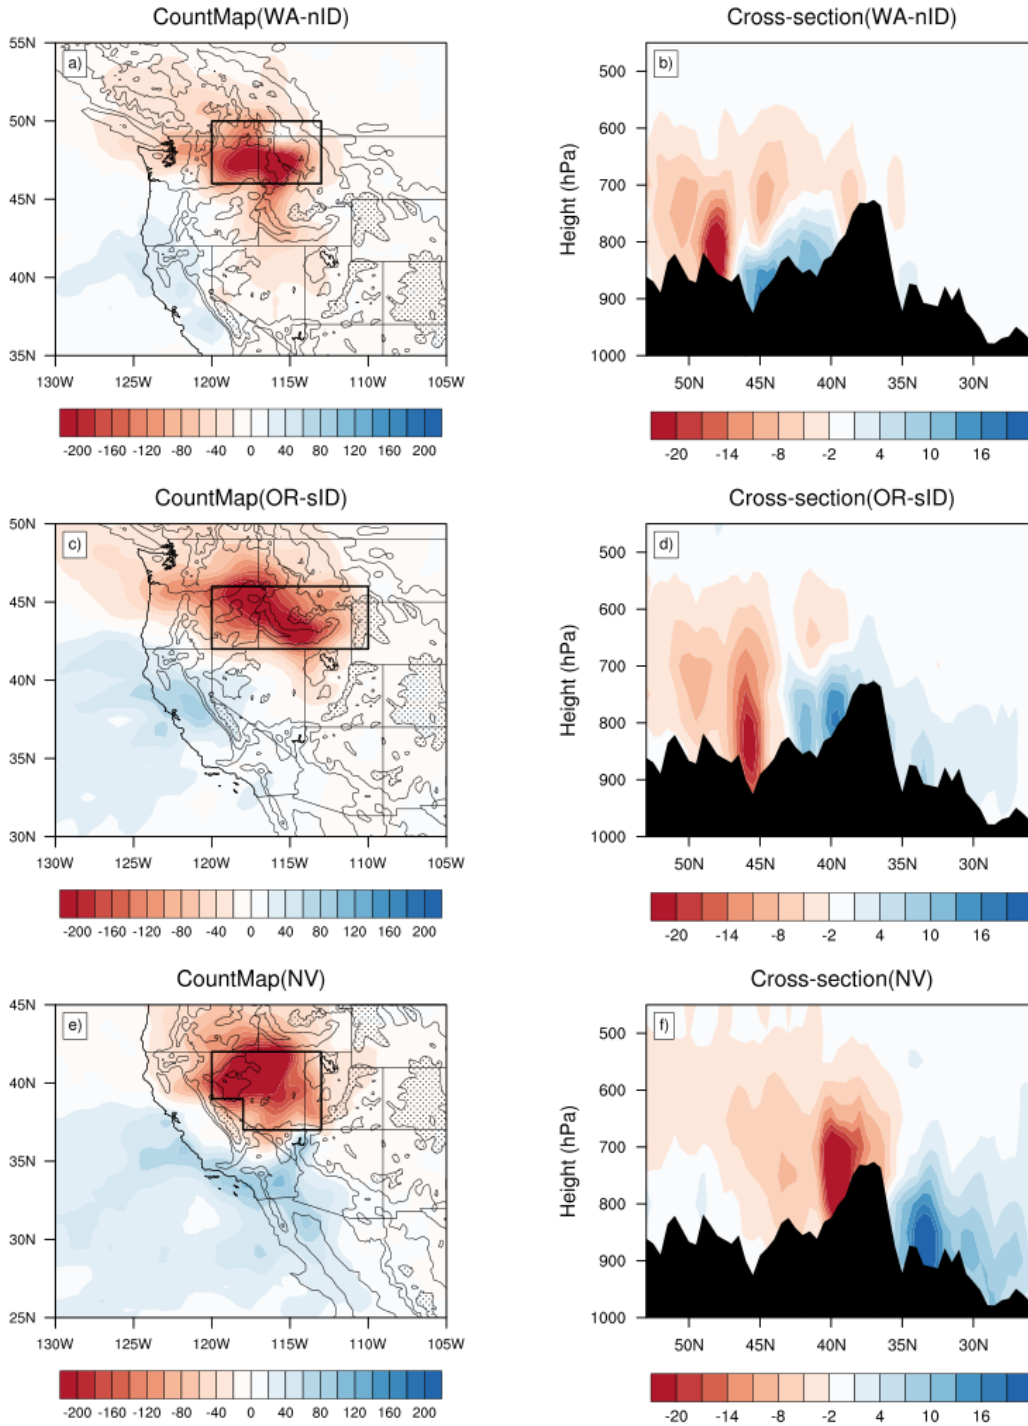 CountMap(WA-nID)
Cross-section(WA-nID)
55N
50N
45N
40N
35N
a)
130W 125W 120W 115W 110W 105W
-200 -160 -120 -80 -40 0 40 80 120 160 200
Height (hPa)
500
600
700
800
900
1000
b)
50N 45N 40N 35N 30N
-20 -14 -8 -2 4 10 16
CountMap(OR-sID)
Cross-section(OR-sID)
50N
45N
40N
35N
30N
c)
130W 125W 120W 115W 110W 105W
-200 -160 -120 -80 -40 0 40 80 120 160 200
Height (hPa)
500
600
700
800
900
1000
d)
50N 45N 40N 35N 30N
-20 -14 -8 -2 4 10 16
CountMap(NV)
Cross-section(NV)
45N
40N
35N
30N
25N
e)
130W 125W 120W 115W 110W 105W
-200 -160 -120 -80 -40 0 40 80 120 160 200
Height (hPa)
500
600
700
800
900
1000
f)
50N 45N 40N 35N 30N
-20 -14 -8 -2 4 10 16